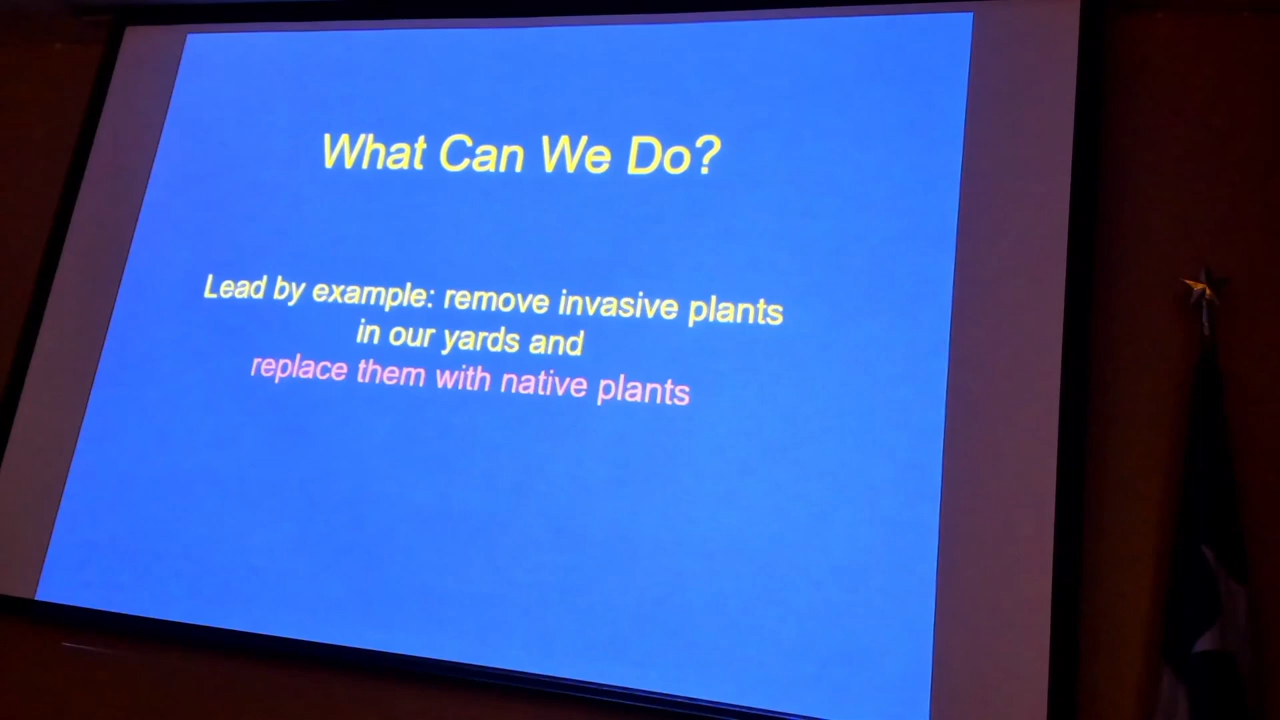 What Can We Do?
Lead by example: remove invasive plants
in our yards and
replace them with native plants